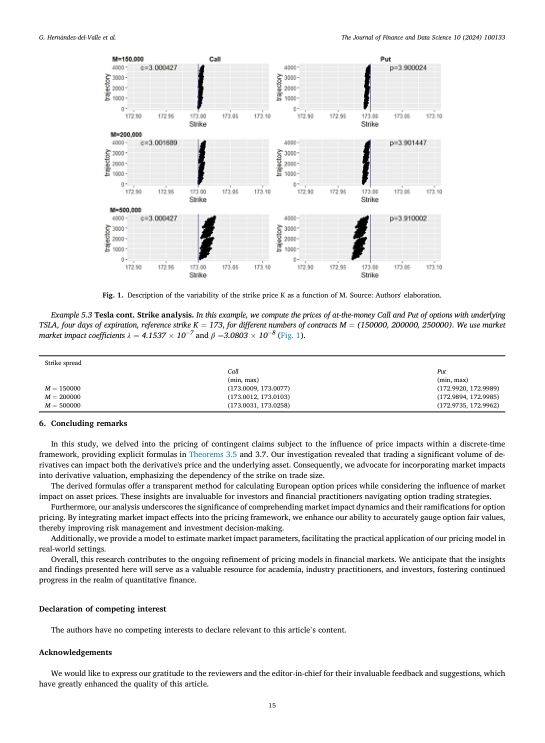 G. Hernández-del-Valle et al.
The Journal of Finance and Data Science 10 (2024) 100133
M=150,000
Call
Put
c=3.000427
p=3.900024
trajectory
trajectory
4000
3000
2000
1000
0
4000
3000
2000
1000
0
172.90 172.95 173.00 173.05 173.10
172.90 172.95 173.00 173.05 173.10
Strike
Strike
M=200,000
c=3.001689
p=3.901447
trajectory
trajectory
4000
3000
2000
1000
0
4000
3000
2000
1000
0
172.90 172.95 173.00 173.05 173.10
172.90 172.95 173.00 173.05 173.10
Strike
Strike
M=500,000
c=3.000427
p=3.910002
trajectory
trajectory
4000
3000
2000
1000
0
4000
3000
2000
1000
0
172.90 172.95 173.00 173.05 173.10
172.90 172.95 173.00 173.05 173.10
Strike
Strike
Fig. 1. Description of the variability of the strike price K as a function of M. Source: Authors' elaboration.
Example 5.3 Tesla cont. Strike analysis. In this example, we compute the prices of at-the-money Call and Put of options with underlying
TSLA, four days of expiration, reference strike K = 173, for different numbers of contracts M = (150000, 200000, 250000). We use market
market impact coefficients λ = 4.1537 × 10⁻⁷ and β =3.0803 × 10⁻⁸ (Fig. 1).
Strike spread
Call Put
(min, max) (min, max)
M = 150000 (173.0009, 173.0077) (172.9920, 172.9989)
M = 200000 (173.0012, 173.0103) (172.9894, 172.9985)
M = 500000 (173.0031, 173.0258) (172.9735, 172.9962)
6. Concluding remarks
In this study, we delved into the pricing of contingent claims subject to the influence of price impacts within a discrete-time
framework, providing explicit formulas in Theorems 3.5 and 3.7. Our investigation revealed that trading a significant volume of de-
rivatives can impact both the derivative's price and the underlying asset. Consequently, we advocate for incorporating market impacts
into derivative valuation, emphasizing the dependency of the strike on trade size.
The derived formulas offer a transparent method for calculating European option prices while considering the influence of market
impact on asset prices. These insights are invaluable for investors and financial practitioners navigating option trading strategies.
Furthermore, our analysis underscores the significance of comprehending market impact dynamics and their ramifications for option
pricing. By integrating market impact effects into the pricing framework, we enhance our ability to accurately gauge option fair values,
thereby improving risk management and investment decision-making.
Additionally, we provide a model to estimate market impact parameters, facilitating the practical application of our pricing model in
real-world settings.
Overall, this research contributes to the ongoing refinement of pricing models in financial markets. We anticipate that the insights
and findings presented here will serve as a valuable resource for academia, industry practitioners, and investors, fostering continued
progress in the realm of quantitative finance.
Declaration of competing interest
The authors have no competing interests to declare relevant to this article's content.
Acknowledgements
We would like to express our gratitude to the reviewers and the editor-in-chief for their invaluable feedback and suggestions, which
have greatly enhanced the quality of this article.
15